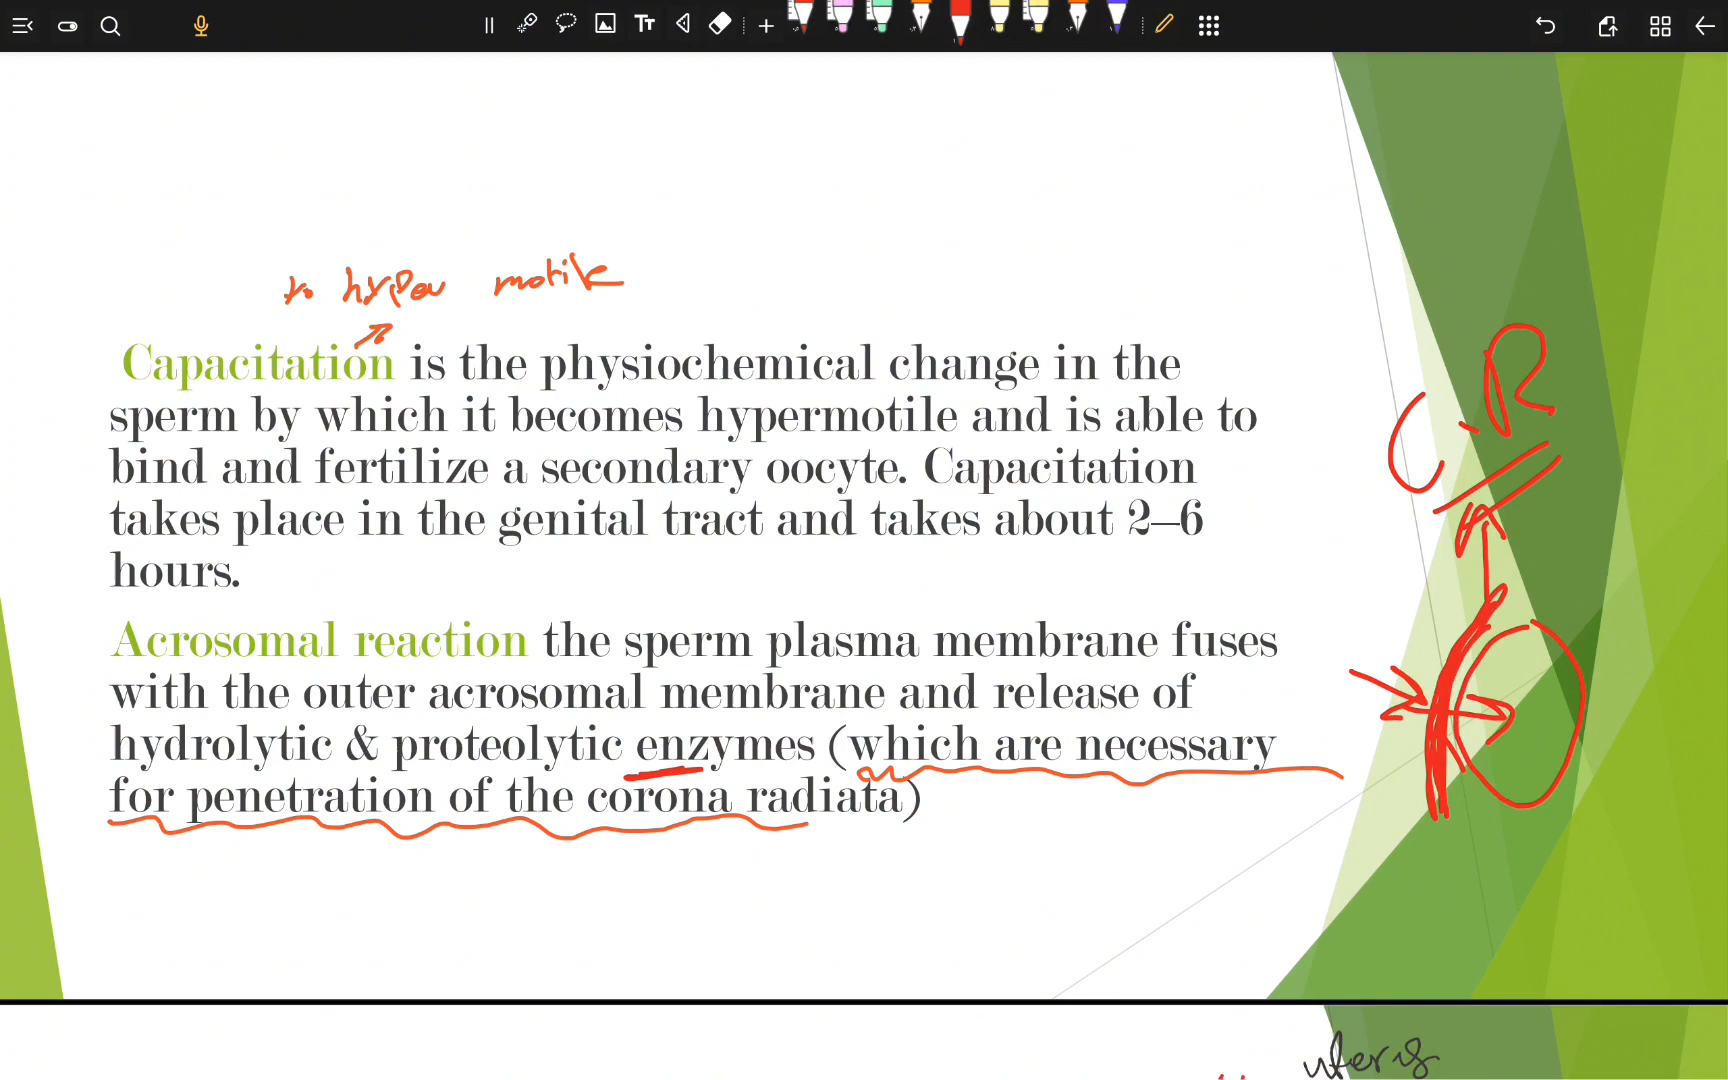 Tт
to hyper motile
Capacitation is the physiochemical change in the
sperm by which it becomes hypermotile and is able to
bind and fertilize a secondary oocyte. Capacitation
takes place in the genital tract and takes about 2–6
hours.
Acrosomal reaction the sperm plasma membrane fuses
with the outer acrosomal membrane and release of
hydrolytic & proteolytic enzymes (which are necessary
for penetration of the corona radiata)
C.R